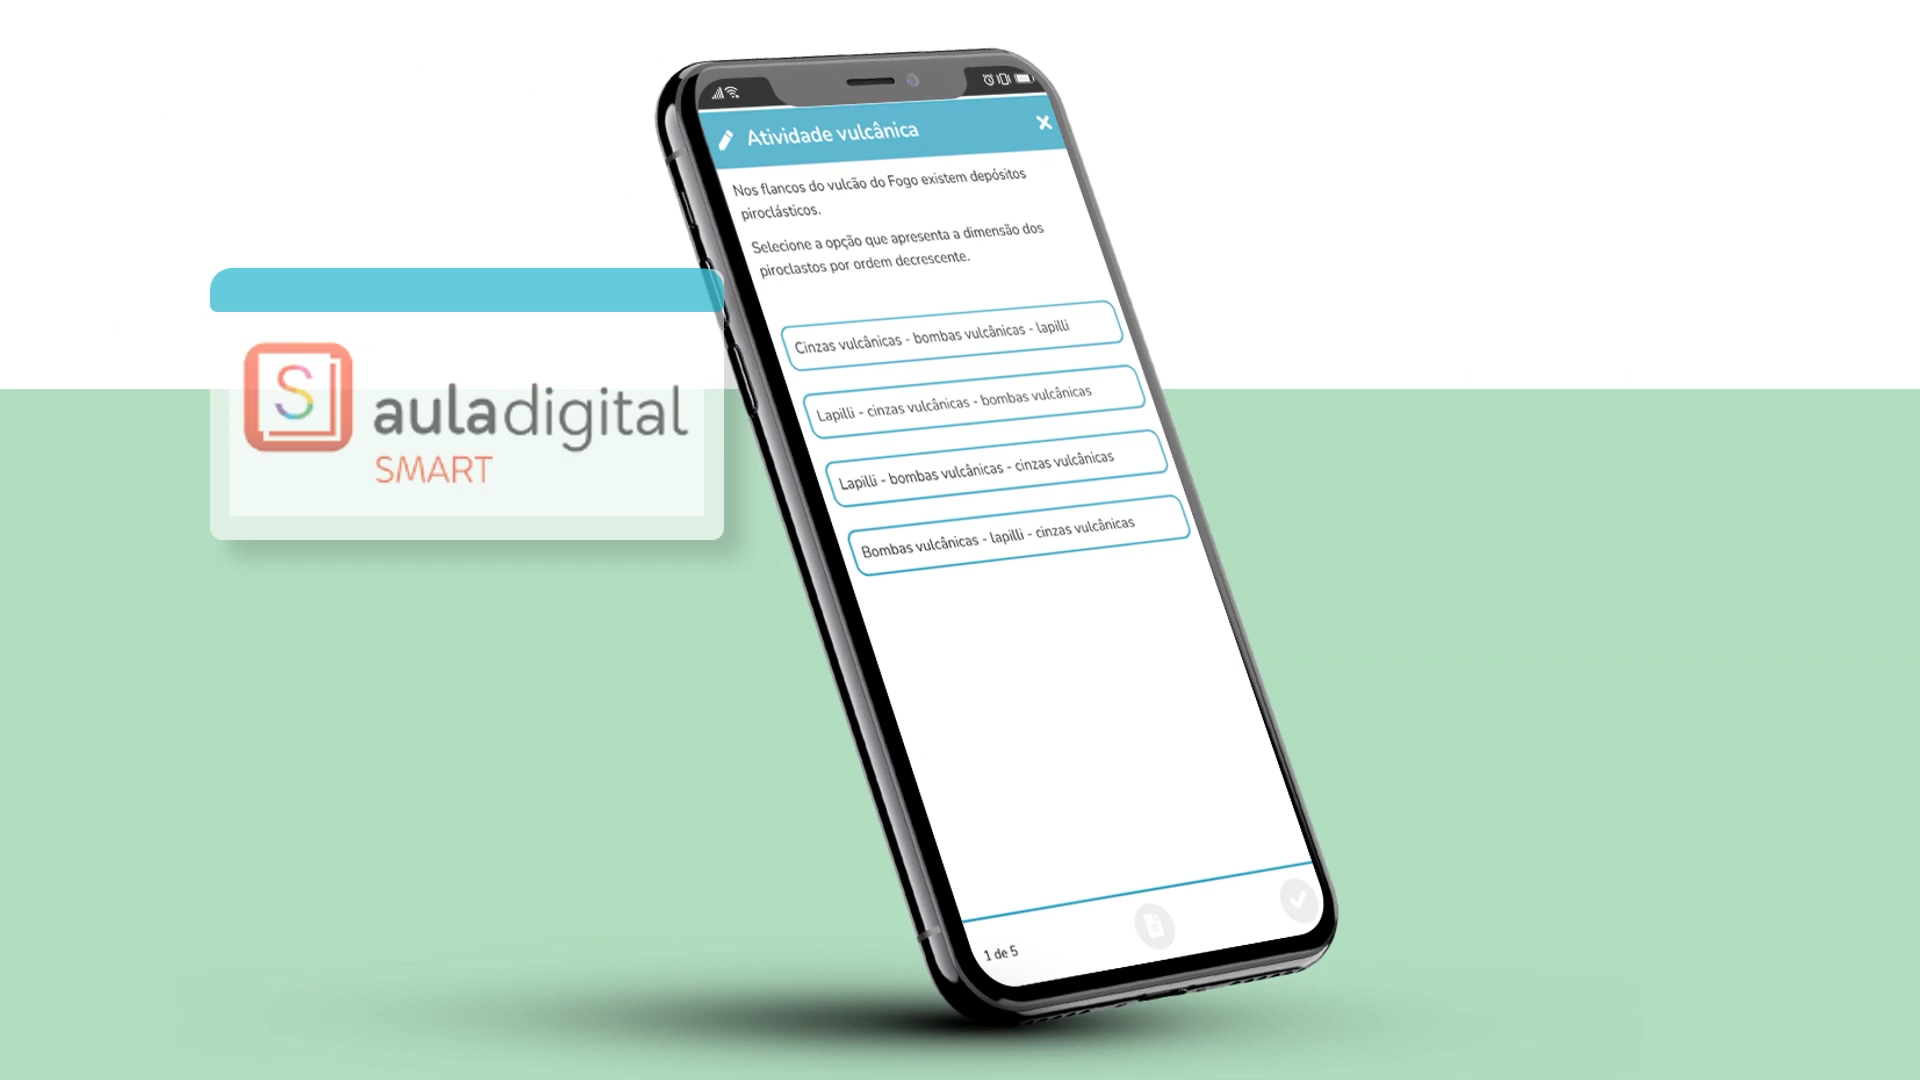 Atividade vulcânica
Nos flancos do vulcão do Fogo existem depósitos
piroclásticos.
Selecione a opção que apresenta a dimensão dos
piroclastos por ordem decrescente.
Cinzas vulcânicas - bombas vulcânicas - lapilli
Lapilli - cinzas vulcânicas - bombas vulcânicas
Lapilli - bombas vulcânicas - cinzas vulcânicas
Bombas vulcânicas - lapilli - cinzas vulcânicas
1 de 5
S
auladigital
SMART